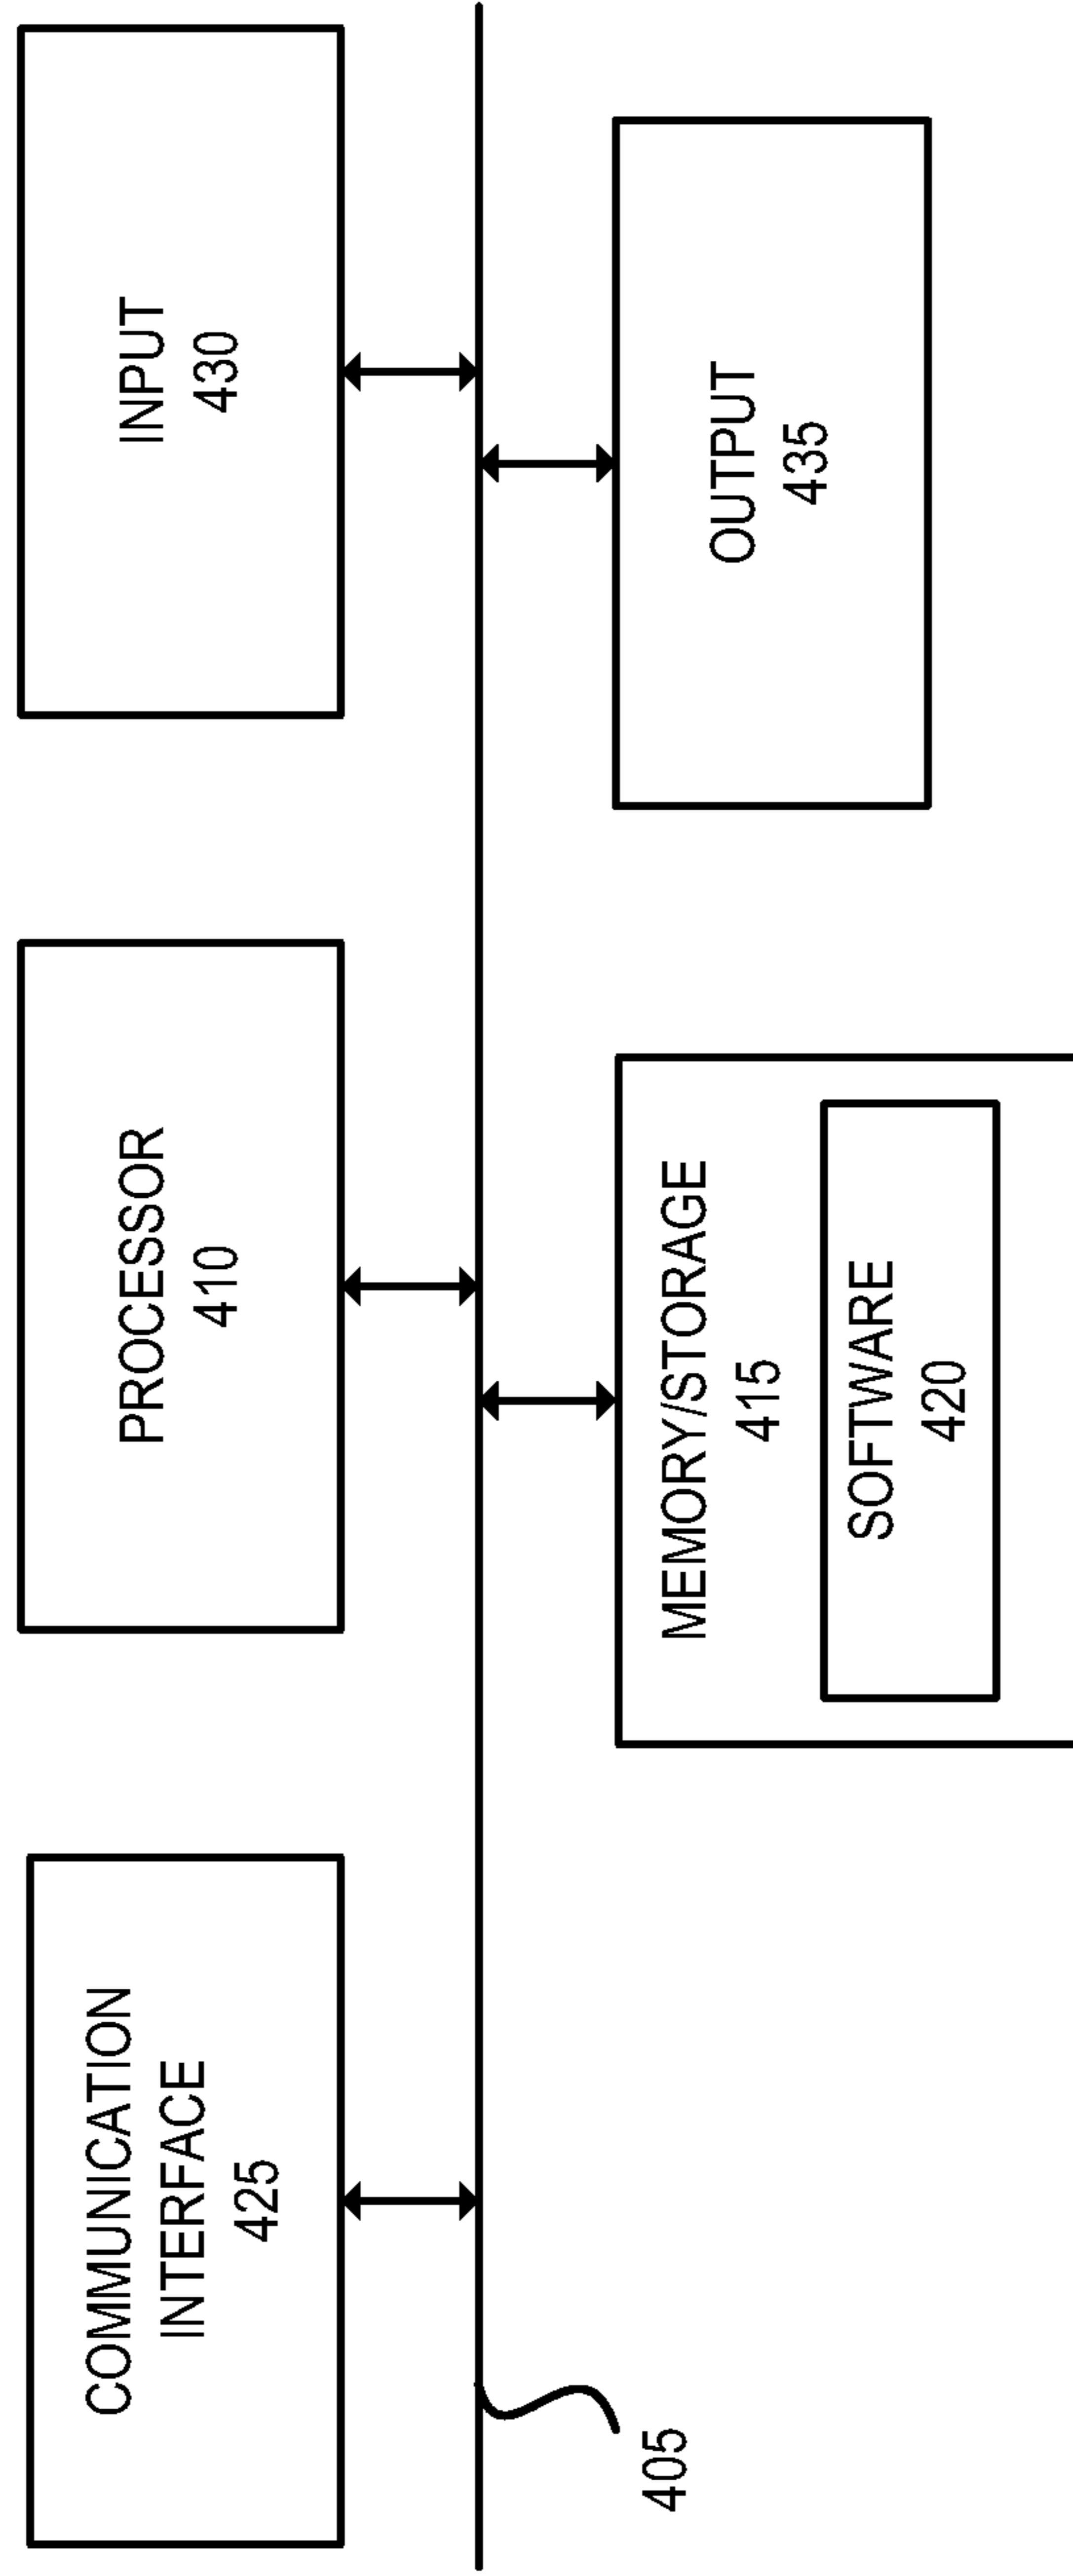 COMMUNICATION
INTERFACE
425
PROCESSOR
410
INPUT
430
405
MEMORY/STORAGE
415
SOFTWARE
420
OUTPUT
435